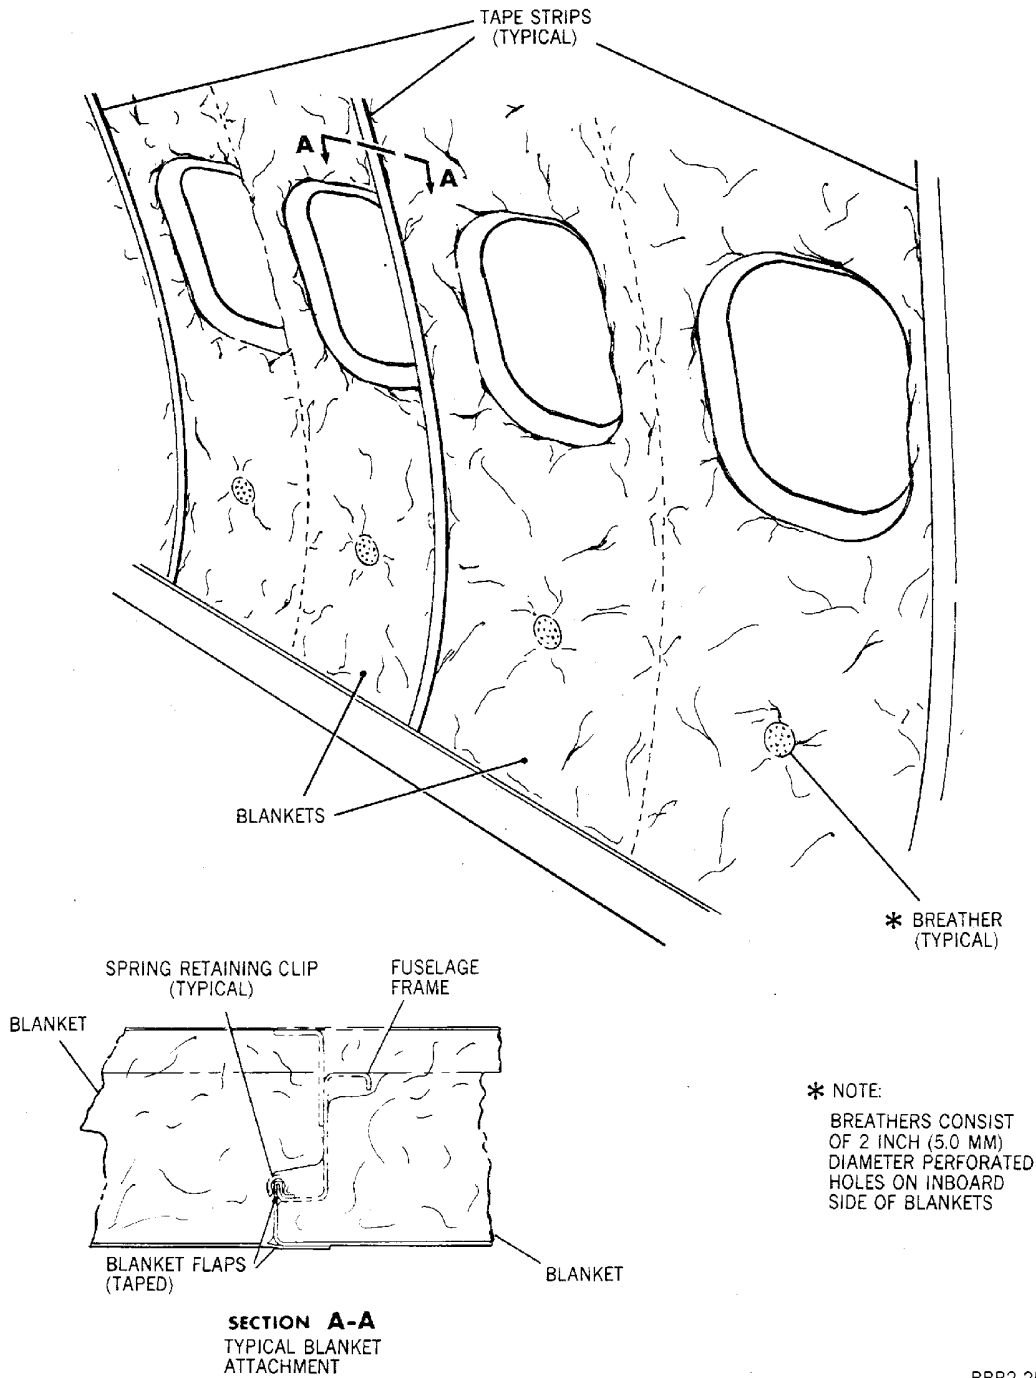 TAPE STRIPS
(TYPICAL)
A
A
BLANKETS
* BREATHER
(TYPICAL)
SPRING RETAINING CLIP
(TYPICAL)
FUSELAGE
FRAME
BLANKET
* NOTE:
BREATHERS CONSIST
OF 2 INCH (5.0 MM)
DIAMETER PERFORATED
HOLES ON INBOARD
SIDE OF BLANKETS
BLANKET FLAPS
(TAPED)
BLANKET
SECTION A-A
TYPICAL BLANKET
ATTACHMENT